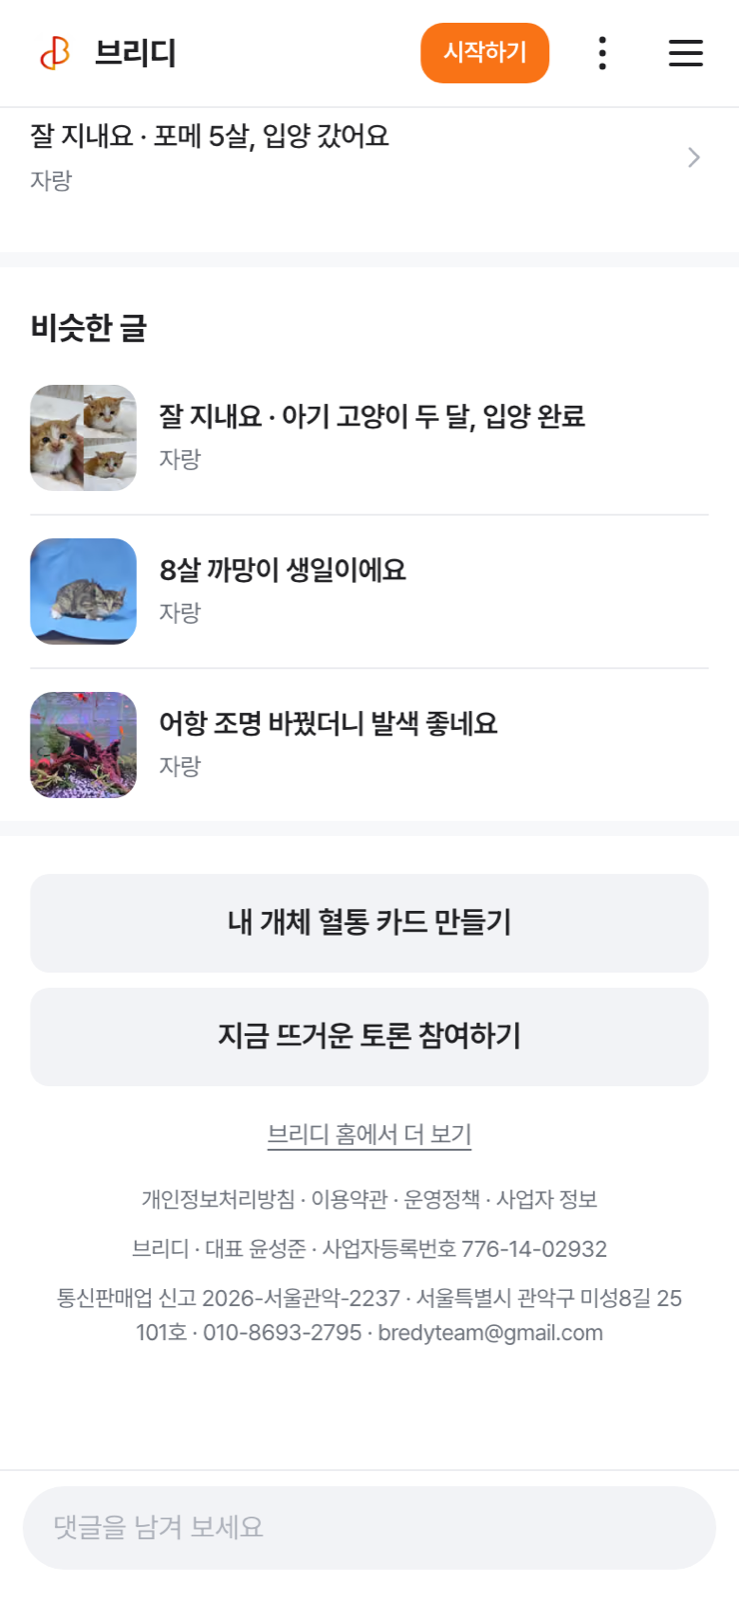 브리디
시작하기
잘 지내요 · 포메 5살, 입양 갔어요
자랑
비슷한 글
잘 지내요 · 아기 고양이 두 달, 입양 완료
자랑
8살 까망이 생일이에요
자랑
어항 조명 바꿨더니 발색 좋네요
자랑
내 개체 혈통 카드 만들기
지금 뜨거운 토론 참여하기
브리디 홈에서 더 보기
개인정보처리방침 · 이용약관 · 운영정책 · 사업자 정보
브리디 · 대표 윤성준 · 사업자등록번호 776-14-02932
통신판매업 신고 2026-서울관악-2237 · 서울특별시 관악구 미성8길 25
101호 · 010-8693-2795 · bredyteam@gmail.com
댓글을 남겨 보세요